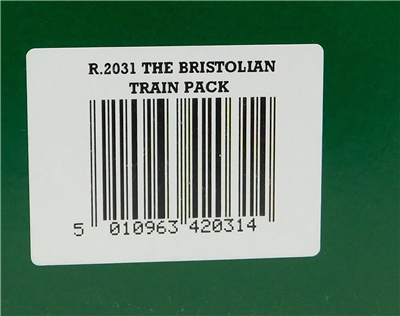 R.2031 THE BRISTOLIAN
TRAIN PACK
5 010963 420314